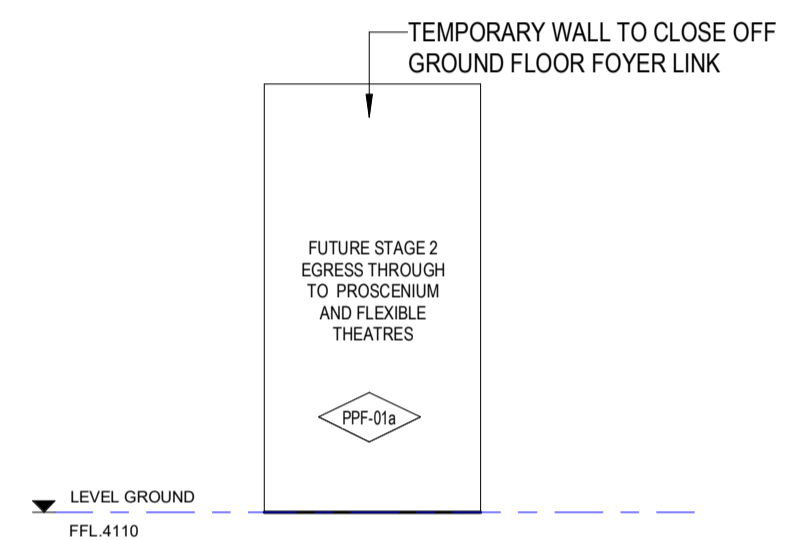 TEMPORARY WALL TO CLOSE OFF
GROUND FLOOR FOYER LINK
FUTURE STAGE 2
EGRESS THROUGH
TO PROSCENIUM
AND FLEXIBLE
THEATRES
PPF-01a
LEVEL GROUND
FFL.4110